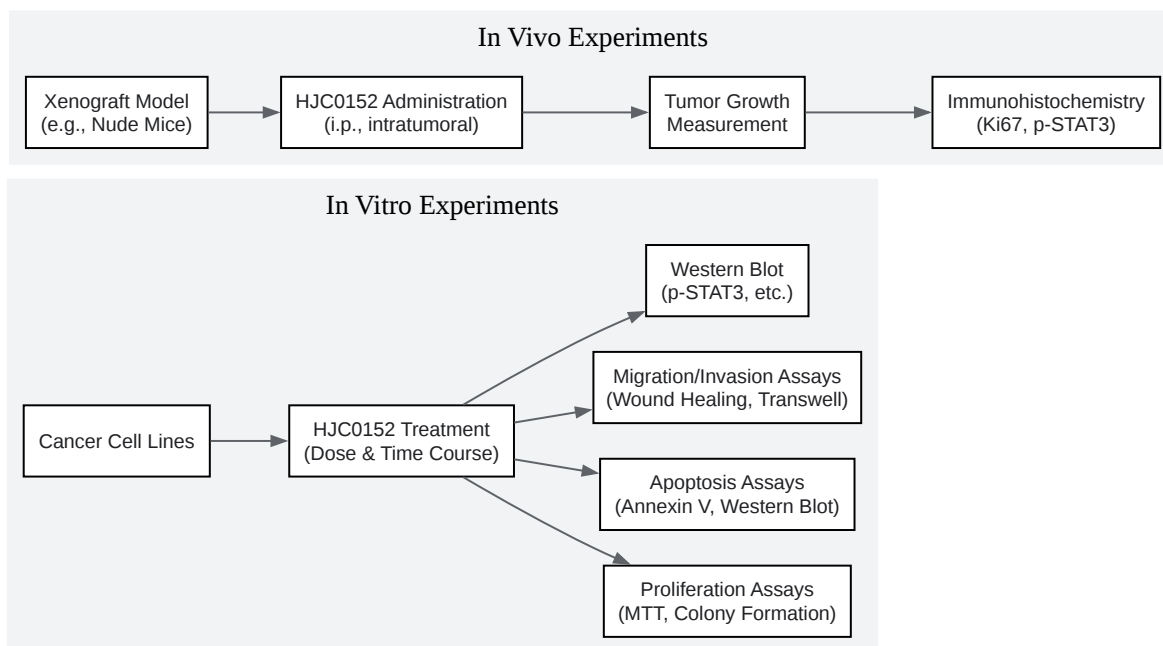 In Vivo Experiments
Xenograft Model
(e.g., Nude Mice)
HJC0152 Administration
(i.p., intratumoral)
Tumor Growth
Measurement
Immunohistochemistry
(Ki67, p-STAT3)
In Vitro Experiments
Cancer Cell Lines
HJC0152 Treatment
(Dose & Time Course)
Western Blot
(p-STAT3, etc.)
Migration/Invasion Assays
(Wound Healing, Transwell)
Apoptosis Assays
(Annexin V, Western Blot)
Proliferation Assays
(MTT, Colony Formation)